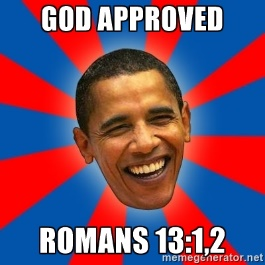 GOD APPROVED
ROMANS 13:1,2
memegenerator.net